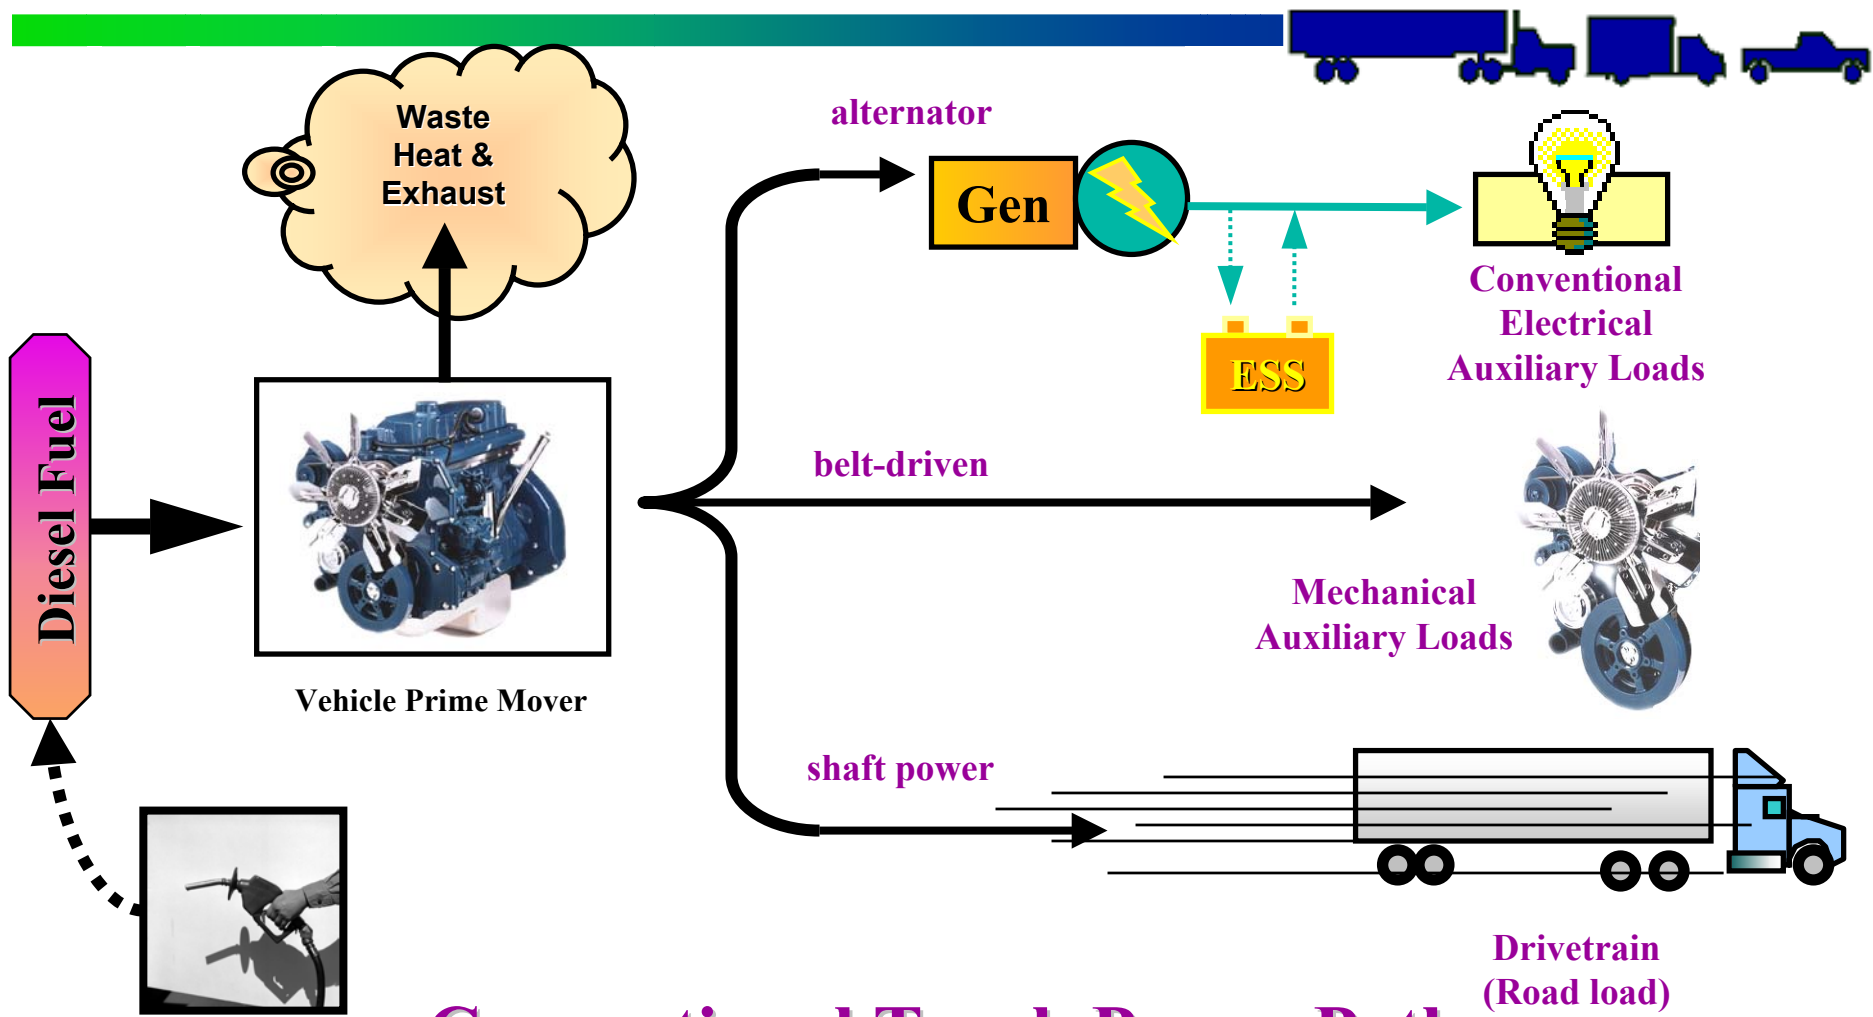 Waste
Heat &
Exhaust
alternator
Gen
Conventional
Electrical
Auxiliary Loads
ESS
Diesel Fuel
belt-driven
Mechanical
Auxiliary Loads
Vehicle Prime Mover
shaft power
Drivetrain
(Road load)